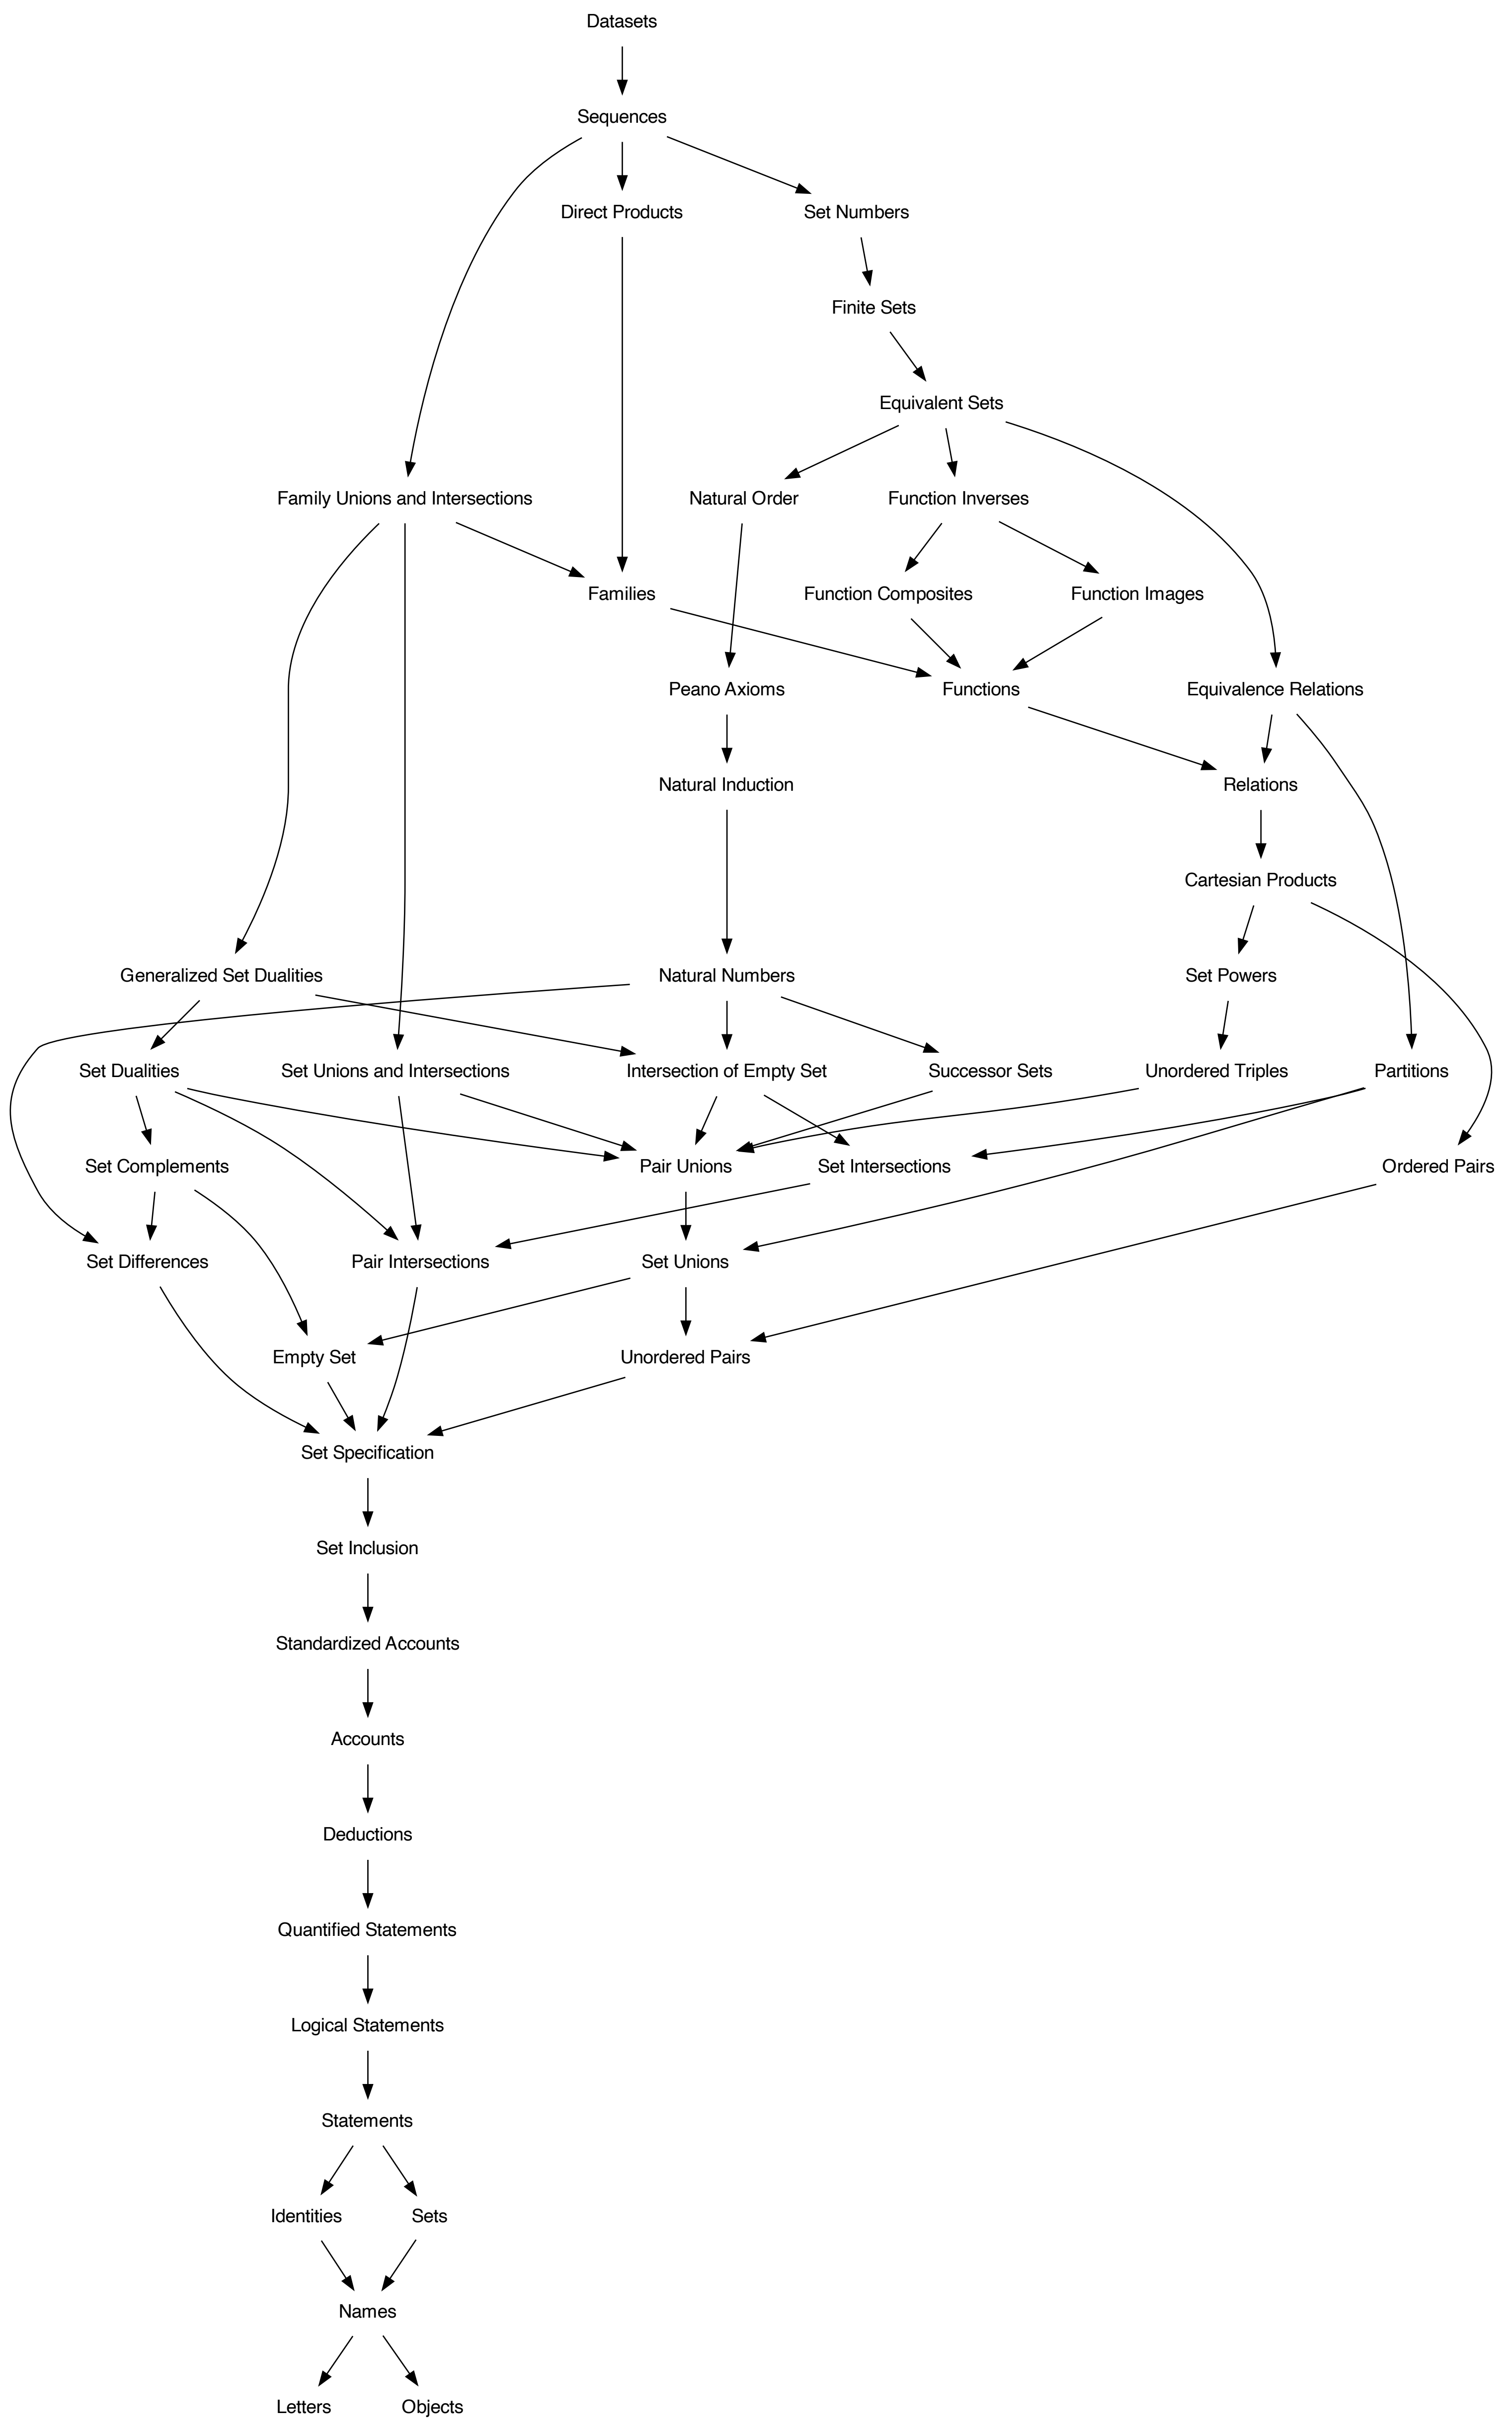 Datasets
Sequences
Direct Products
Set Numbers
Finite Sets
Equivalent Sets
Family Unions and Intersections
Natural Order
Function Inverses
Families
Function Composites
Function Images
Peano Axioms
Functions
Equivalence Relations
Natural Induction
Relations
Cartesian Products
Generalized Set Dualities
Natural Numbers
Set Powers
Set Dualities
Set Unions and Intersections
Intersection of Empty Set
Successor Sets
Unordered Triples
Partitions
Set Complements
Pair Unions
Set Intersections
Ordered Pairs
Set Differences
Pair Intersections
Set Unions
Empty Set
Unordered Pairs
Set Specification
Set Inclusion
Standardized Accounts
Accounts
Deductions
Quantified Statements
Logical Statements
Statements
Identities
Sets
Names
Letters
Objects